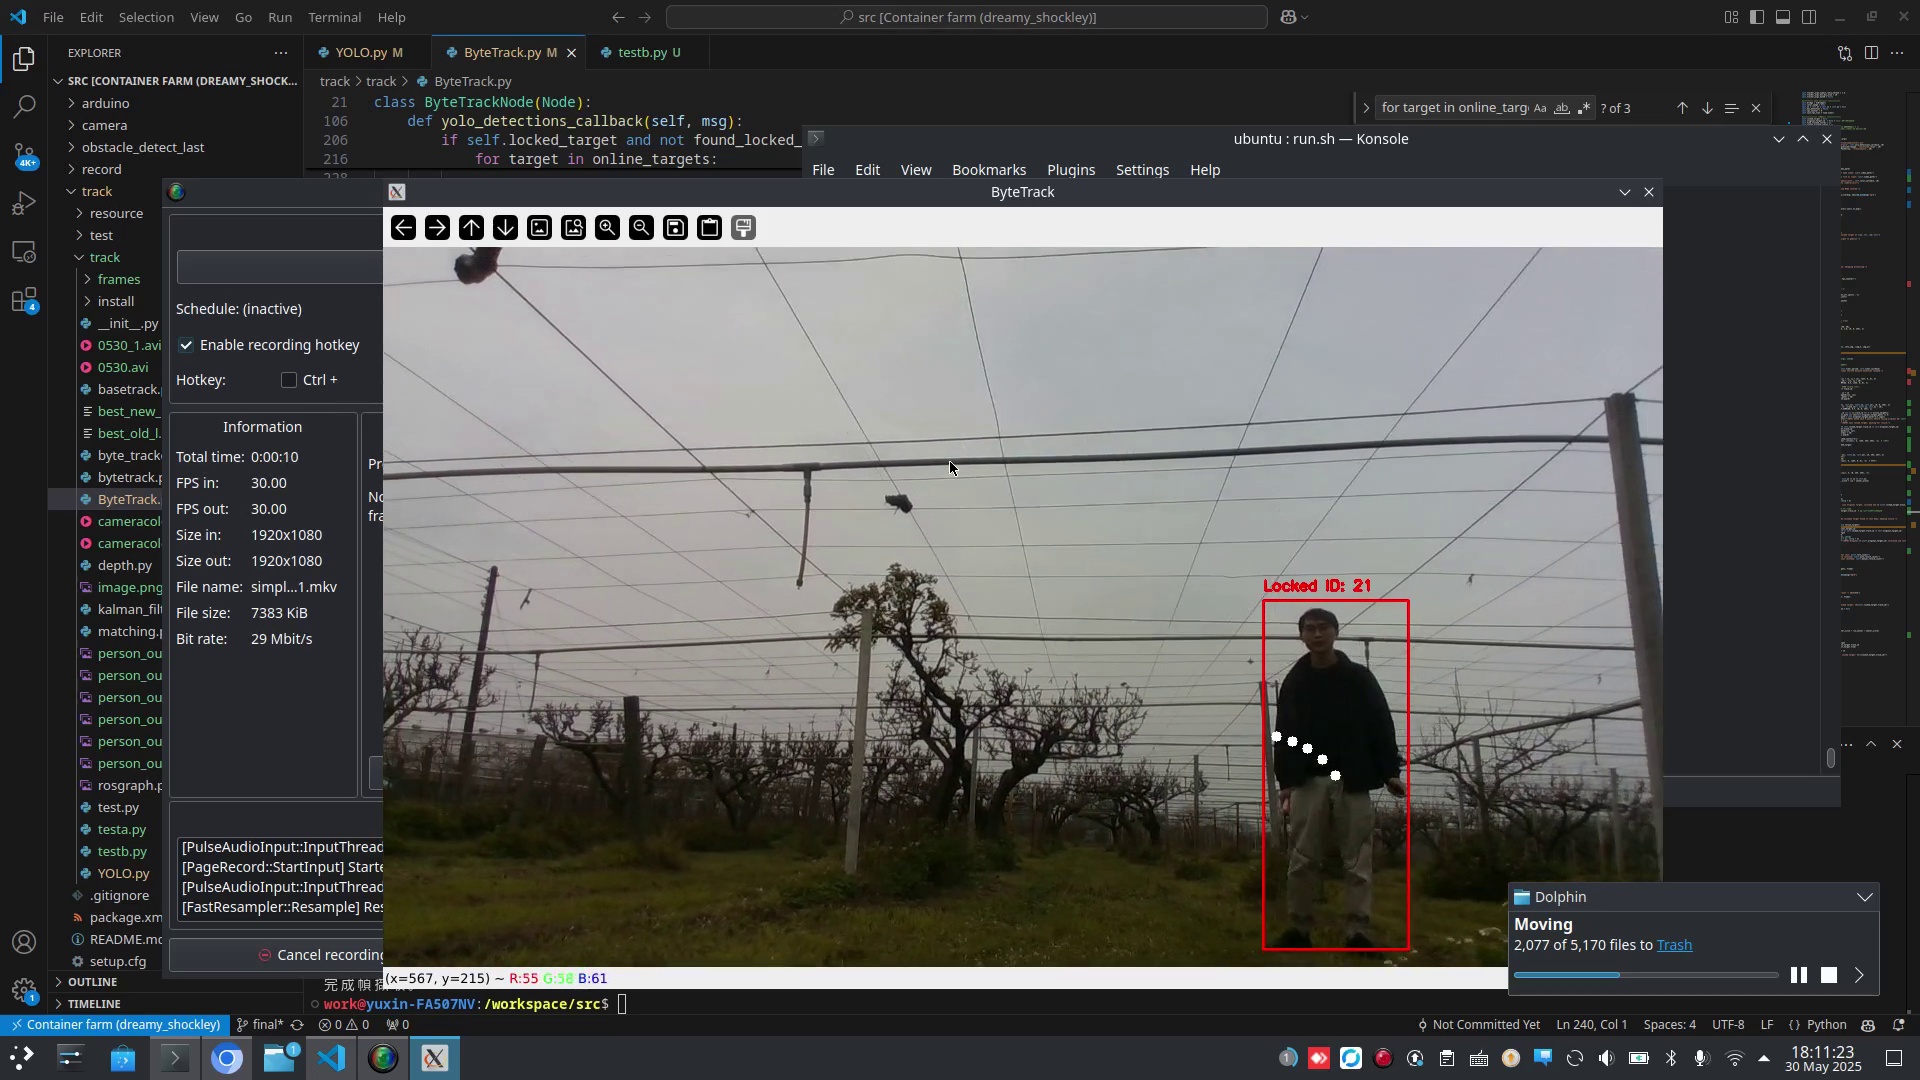 File Edit Selection View Go Run Terminal Help
src [Container farm (dreamy_shockley)]
EXPLORER
YOLO.py M
ByteTrack.py M
testb.py U
SRC [CONTAINER FARM (DREAMY_SHOCK...
track > track > ByteTrack.py
arduino
camera
obstacle_detect_last
record
track
resource
test
track
frames
install
__init__.py
0530_1.avi
0530.avi
basetrack.
best_new_
best_old_l.
byte_track
bytetrack.p
ByteTrack.
cameracol
cameracol
depth.py
image.png
kalman_filt
matching.p
person_ou
person_ou
person_ou
person_ou
person_ou
person_ou
rosgraph.p
test.py
testa.py
testb.py
YOLO.py
.gitignore
package.xm
README.md
setup.cfg
OUTLINE
TIMELINE
21 class ByteTrackNode(Node):
106 def yolo_detections_callback(self, msg):
206 if self.locked_target and not found_locked_
216 for target in online_targets:
for target in online_targ
Aa ab
? of 3
ubuntu : run.sh — Konsole
File Edit View Bookmarks Plugins Settings Help
ByteTrack
Schedule: (inactive)
Enable recording hotkey
Hotkey: Ctrl +
Information
Total time: 0:00:10
FPS in: 30.00
FPS out: 30.00
Size in: 1920x1080
Size out: 1920x1080
File name: simpl...1.mkv
File size: 7383 KiB
Bit rate: 29 Mbit/s
Pr
No
fra
[PulseAudioInput::InputThread
[PageRecord::StartInput] Starte
[PulseAudioInput::InputThread
[FastResampler::Resample] Res
Cancel recording
Locked ID: 21
(x=567, y=215) ~ R:55 G:58 B:61
work@yuxin-FA507NV:/workspace/src$
Dolphin
Moving
2,077 of 5,170 files to Trash
Container farm (dreamy_shockley)
final*
0 0
0
Not Committed Yet
Ln 240, Col 1
Spaces: 4
UTF-8
LF
Python
4K+
4
1
1
1
18:11:23
30 May 2025